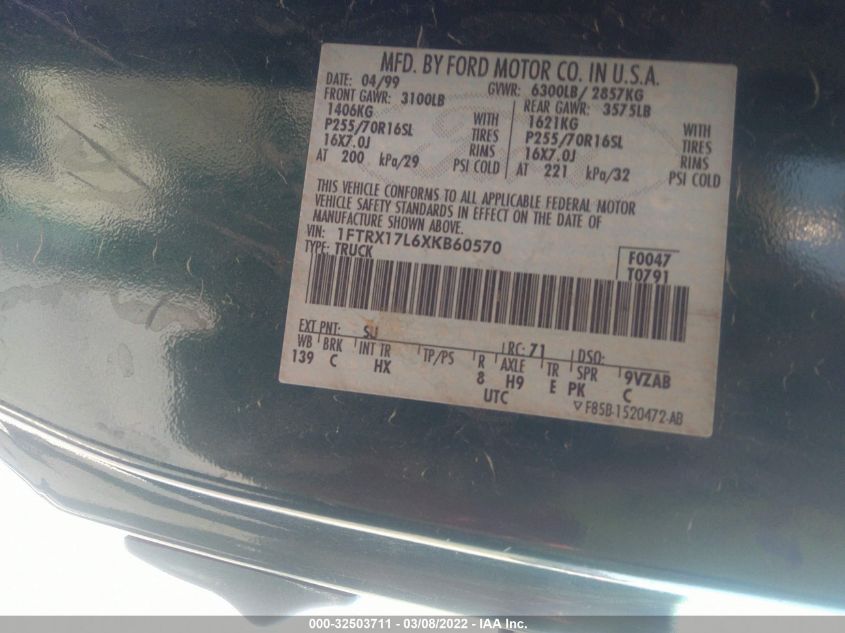 MFD. BY FORD MOTOR CO. IN U.S.A.
DATE: 04/99 GVWR: 6300LB/ 2857KG
FRONT GAWR: 3100LB REAR GAWR: 3575LB
1406KG WITH 1621KG WITH
P255/70R16SL TIRES P255/70R16SL TIRES
16X7.0J RIMS 16X7.0J RIMS
AT 200 kPa/29 PSI COLD AT 221 kPa/32 PSI COLD
THIS VEHICLE CONFORMS TO ALL APPLICABLE FEDERAL MOTOR
VEHICLE SAFETY STANDARDS IN EFFECT ON THE DATE OF
MANUFACTURE SHOWN ABOVE.
VIN: 1FTRX17L6XKB60570
TYPE: TRUCK
F0047
T0791
EXT PNT: SU RC: 71 DSO:
WB BRK INT TR TP/PS R AXLE TR SPR 9VZAB
139 C HX 8 H9 E PK C
UTC
F85B-1520472-AB
000-32503711 - 03/08/2022 - IAA Inc.